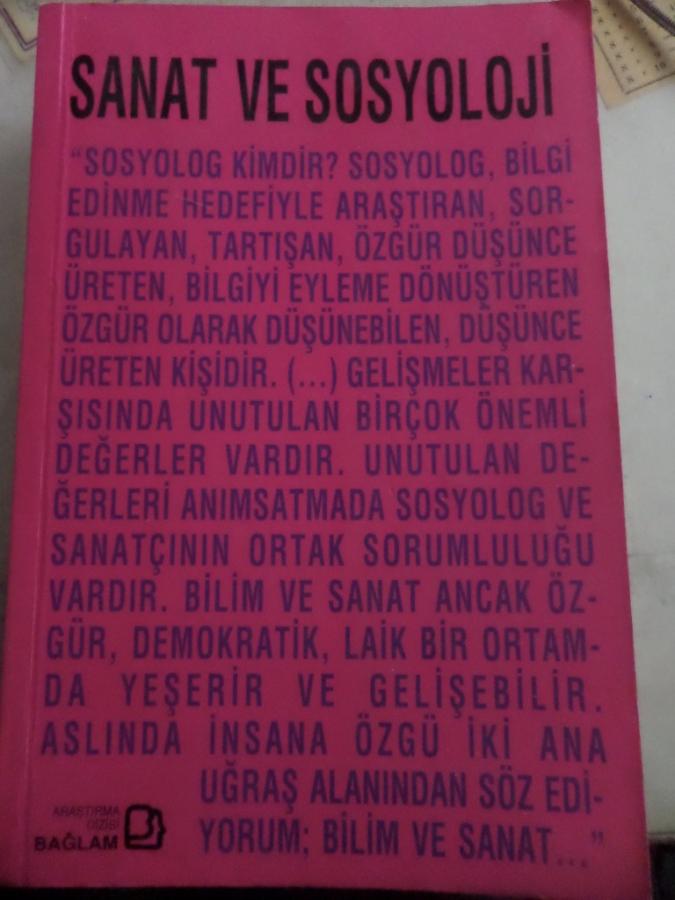 SANAT VE SOSYOLOJİ
"SOSYOLOG KİMDİR? SOSYOLOG, BİLGİ
EDİNME HEDEFİYLE ARAŞTIRAN, SOR-
GULAYAN, TARTIŞAN, ÖZGÜR DÜŞÜNCE
ÜRETEN, BİLGİYİ EYLEME DÖNÜŞTÜREN
ÖZGÜR OLARAK DÜŞÜNEBİLEN, DÜŞÜNCE
ÜRETEN KİŞİDİR. (...) GELİŞMELER KAR-
ŞISINDA UNUTULAN BİRÇOK ÖNEMLİ
DEĞERLER VARDIR. UNUTULAN DE-
ĞERLERİ ANIMSATMADA SOSYOLOG VE
SANATÇININ ORTAK SORUMLULUĞU
VARDIR. BİLİM VE SANAT ANCAK ÖZ-
GÜR, DEMOKRATİK, LAİK BİR ORTAM-
DA YEŞERİR VE GELİŞEBİLİR.
ASLINDA İNSANA ÖZGÜ İKİ ANA
UĞRAŞ ALANINDAN SÖZ EDİ-
YORUM; BİLİM VE SANAT..."
ARAŞTIRMA
DİZİSİ
BAĞLAM